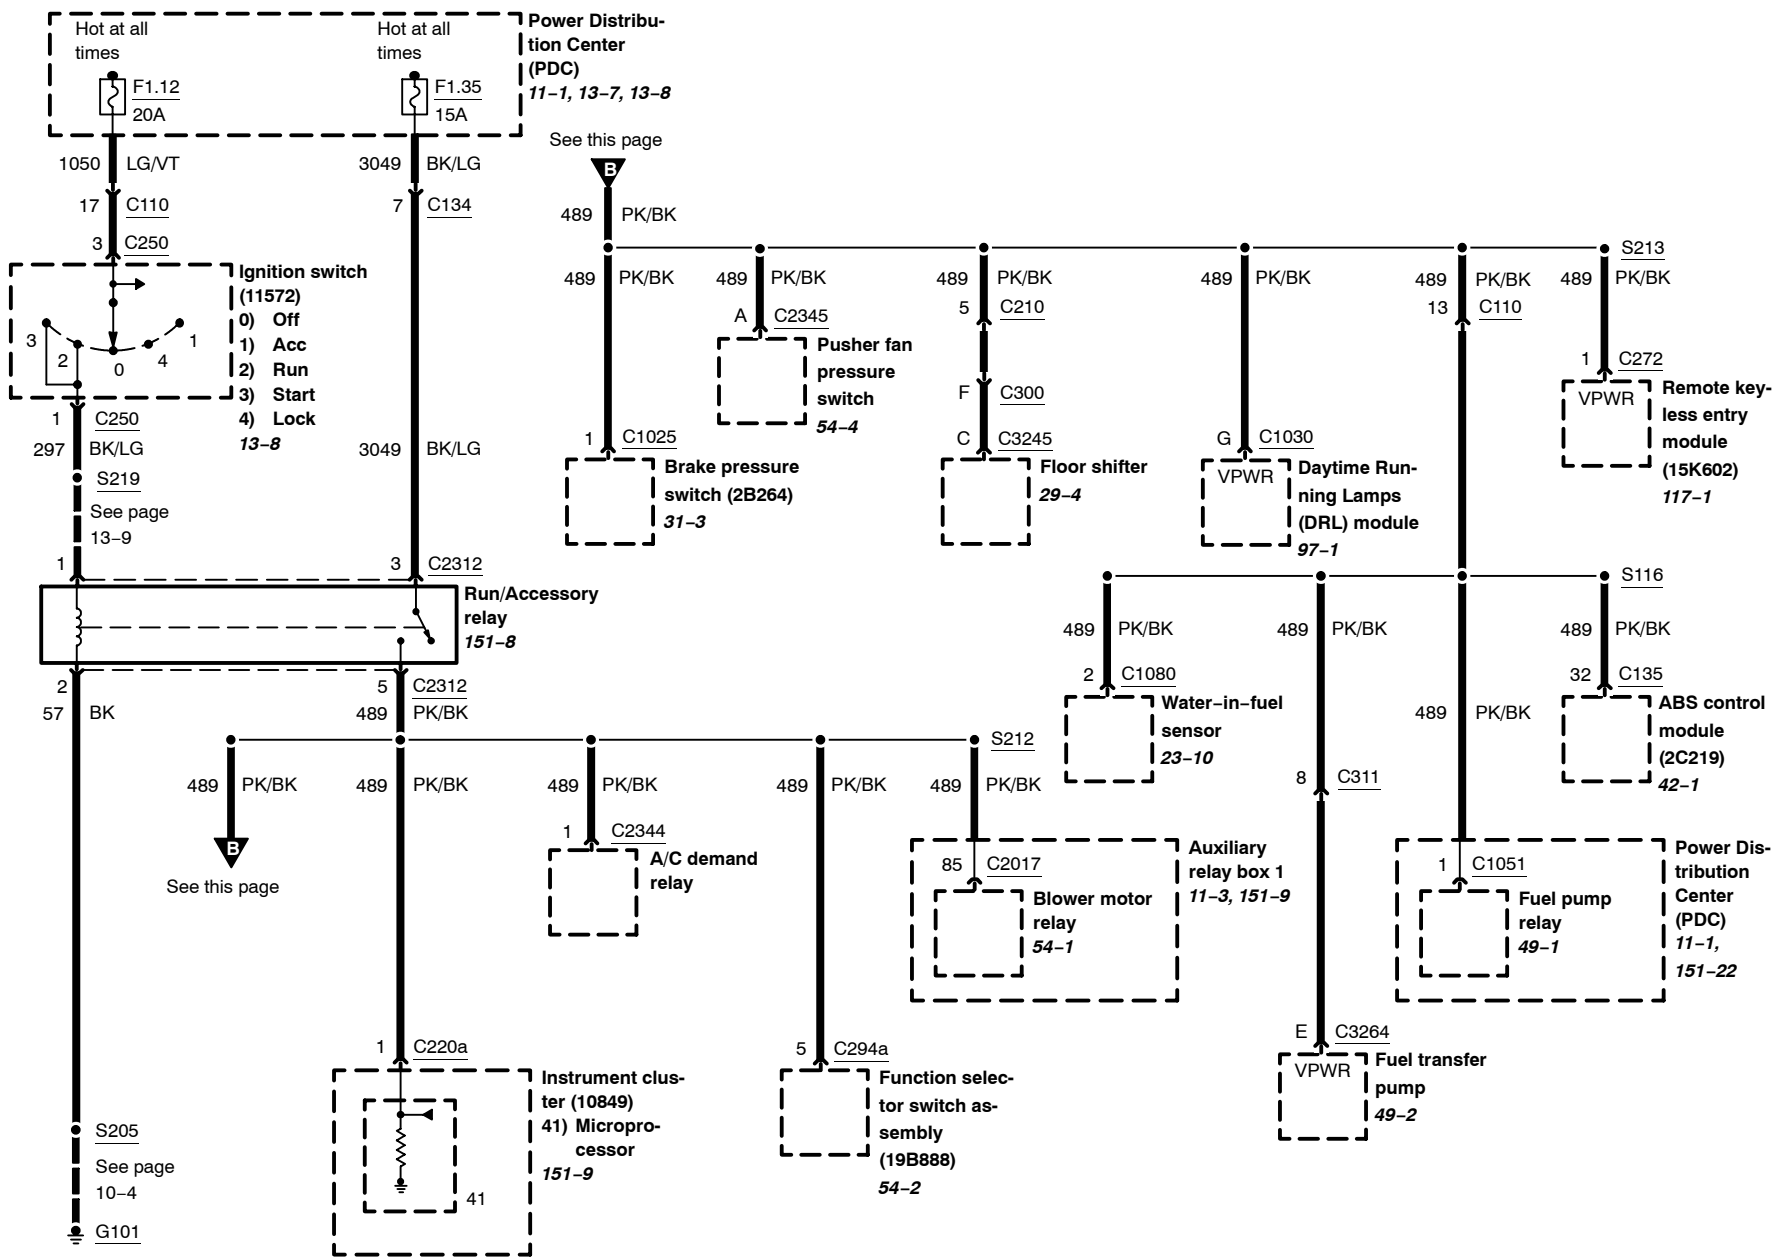 Hot at all
times
Hot at all
times
F1.12
20A
F1.35
15A
Power Distribu-
tion Center
(PDC)
11−1, 13−7, 13−8
1050 LG/VT
3049 BK/LG
17 C110
7 C134
3 C250
Ignition switch
(11572)
0) Off
1) Acc
2) Run
3) Start
4) Lock
13−8
3
2
0
4
1
1 C250
297 BK/LG
S219
See page
13−9
3049 BK/LG
1
3 C2312
Run/Accessory
relay
151−8
2
57 BK
5 C2312
489 PK/BK
S212
489 PK/BK
B
See this page
489 PK/BK
489 PK/BK
1 C2344
A/C demand
relay
489 PK/BK
489 PK/BK
85 C2017
Auxiliary
relay box 1
11−3, 151−9
Blower motor
relay
54−1
1 C220a
Instrument clus-
ter (10849)
41) Micropro-
cessor
151−9
41
5 C294a
Function selec-
tor switch as-
sembly
(19B888)
54−2
S205
See page
10−4
G101
See this page
B
489 PK/BK
S213
489 PK/BK
489 PK/BK
489 PK/BK
489 PK/BK
489 PK/BK
489 PK/BK
A C2345
Pusher fan
pressure
switch
54−4
5 C210
F C300
C C3245
Floor shifter
29−4
1 C1025
Brake pressure
switch (2B264)
31−3
G C1030
VPWR
Daytime Run-
ning Lamps
(DRL) module
97−1
13 C110
1 C272
VPWR
Remote key-
less entry
module
(15K602)
117−1
S116
489 PK/BK
489 PK/BK
489 PK/BK
2 C1080
Water−in−fuel
sensor
23−10
32 C135
ABS control
module
(2C219)
42−1
489 PK/BK
8 C311
1 C1051
Fuel pump
relay
49−1
Power Dis-
tribution
Center
(PDC)
11−1,
151−22
E C3264
VPWR
Fuel transfer
pump
49−2